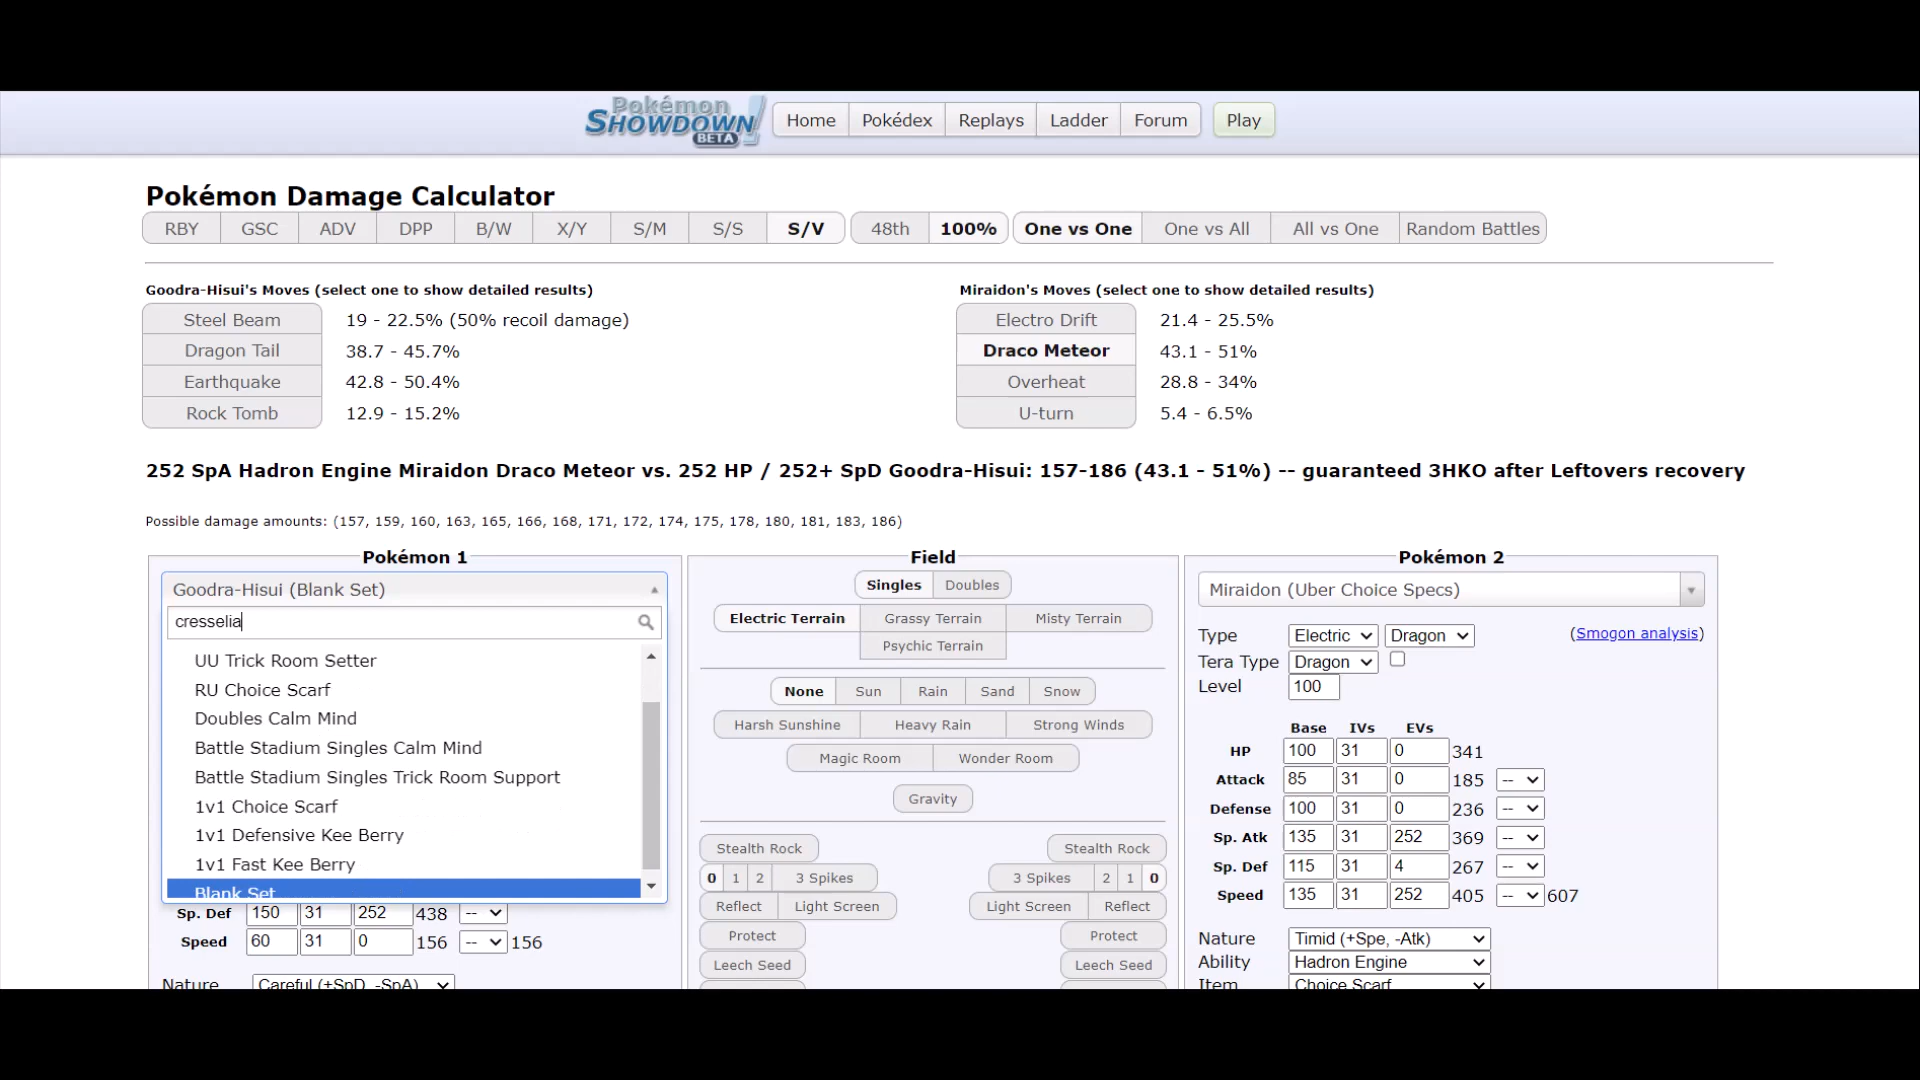 Pokémon
SHOWDOWN!
BETA
Home Pokédex Replays Ladder Forum Play
Pokémon Damage Calculator
RBY GSC ADV DPP B/W X/Y S/M S/S S/V 48th 100% One vs One One vs All All vs One Random Battles
Goodra-Hisui's Moves (select one to show detailed results)
Steel Beam 19 - 22.5% (50% recoil damage)
Dragon Tail 38.7 - 45.7%
Earthquake 42.8 - 50.4%
Rock Tomb 12.9 - 15.2%
Miraidon's Moves (select one to show detailed results)
Electro Drift 21.4 - 25.5%
Draco Meteor 43.1 - 51%
Overheat 28.8 - 34%
U-turn 5.4 - 6.5%
252 SpA Hadron Engine Miraidon Draco Meteor vs. 252 HP / 252+ SpD Goodra-Hisui: 157-186 (43.1 - 51%) -- guaranteed 3HKO after Leftovers recovery
Possible damage amounts: (157, 159, 160, 163, 165, 166, 168, 171, 172, 174, 175, 178, 180, 181, 183, 186)
Pokémon 1
Goodra-Hisui (Blank Set)
cresselia
UU Trick Room Setter
RU Choice Scarf
Doubles Calm Mind
Battle Stadium Singles Calm Mind
Battle Stadium Singles Trick Room Support
1v1 Choice Scarf
1v1 Defensive Kee Berry
1v1 Fast Kee Berry
Blank Set
Sp. Def 150 31 252 438 --
Speed 60 31 0 156 -- 156
Nature Careful (+SpD, -SpA)
Field
Singles Doubles
Electric Terrain Grassy Terrain Misty Terrain
Psychic Terrain
None Sun Rain Sand Snow
Harsh Sunshine Heavy Rain Strong Winds
Magic Room Wonder Room
Gravity
Stealth Rock Stealth Rock
0 1 2 3 Spikes 3 Spikes 2 1 0
Reflect Light Screen Light Screen Reflect
Protect Protect
Leech Seed Leech Seed
Pokémon 2
Miraidon (Uber Choice Specs)
Type Electric Dragon (Smogon analysis)
Tera Type Dragon
Level 100
Base IVs EVs
HP 100 31 0 341
Attack 85 31 0 185 --
Defense 100 31 0 236 --
Sp. Atk 135 31 252 369 --
Sp. Def 115 31 4 267 --
Speed 135 31 252 405 -- 607
Nature Timid (+Spe, -Atk)
Ability Hadron Engine
Item Choice Scarf